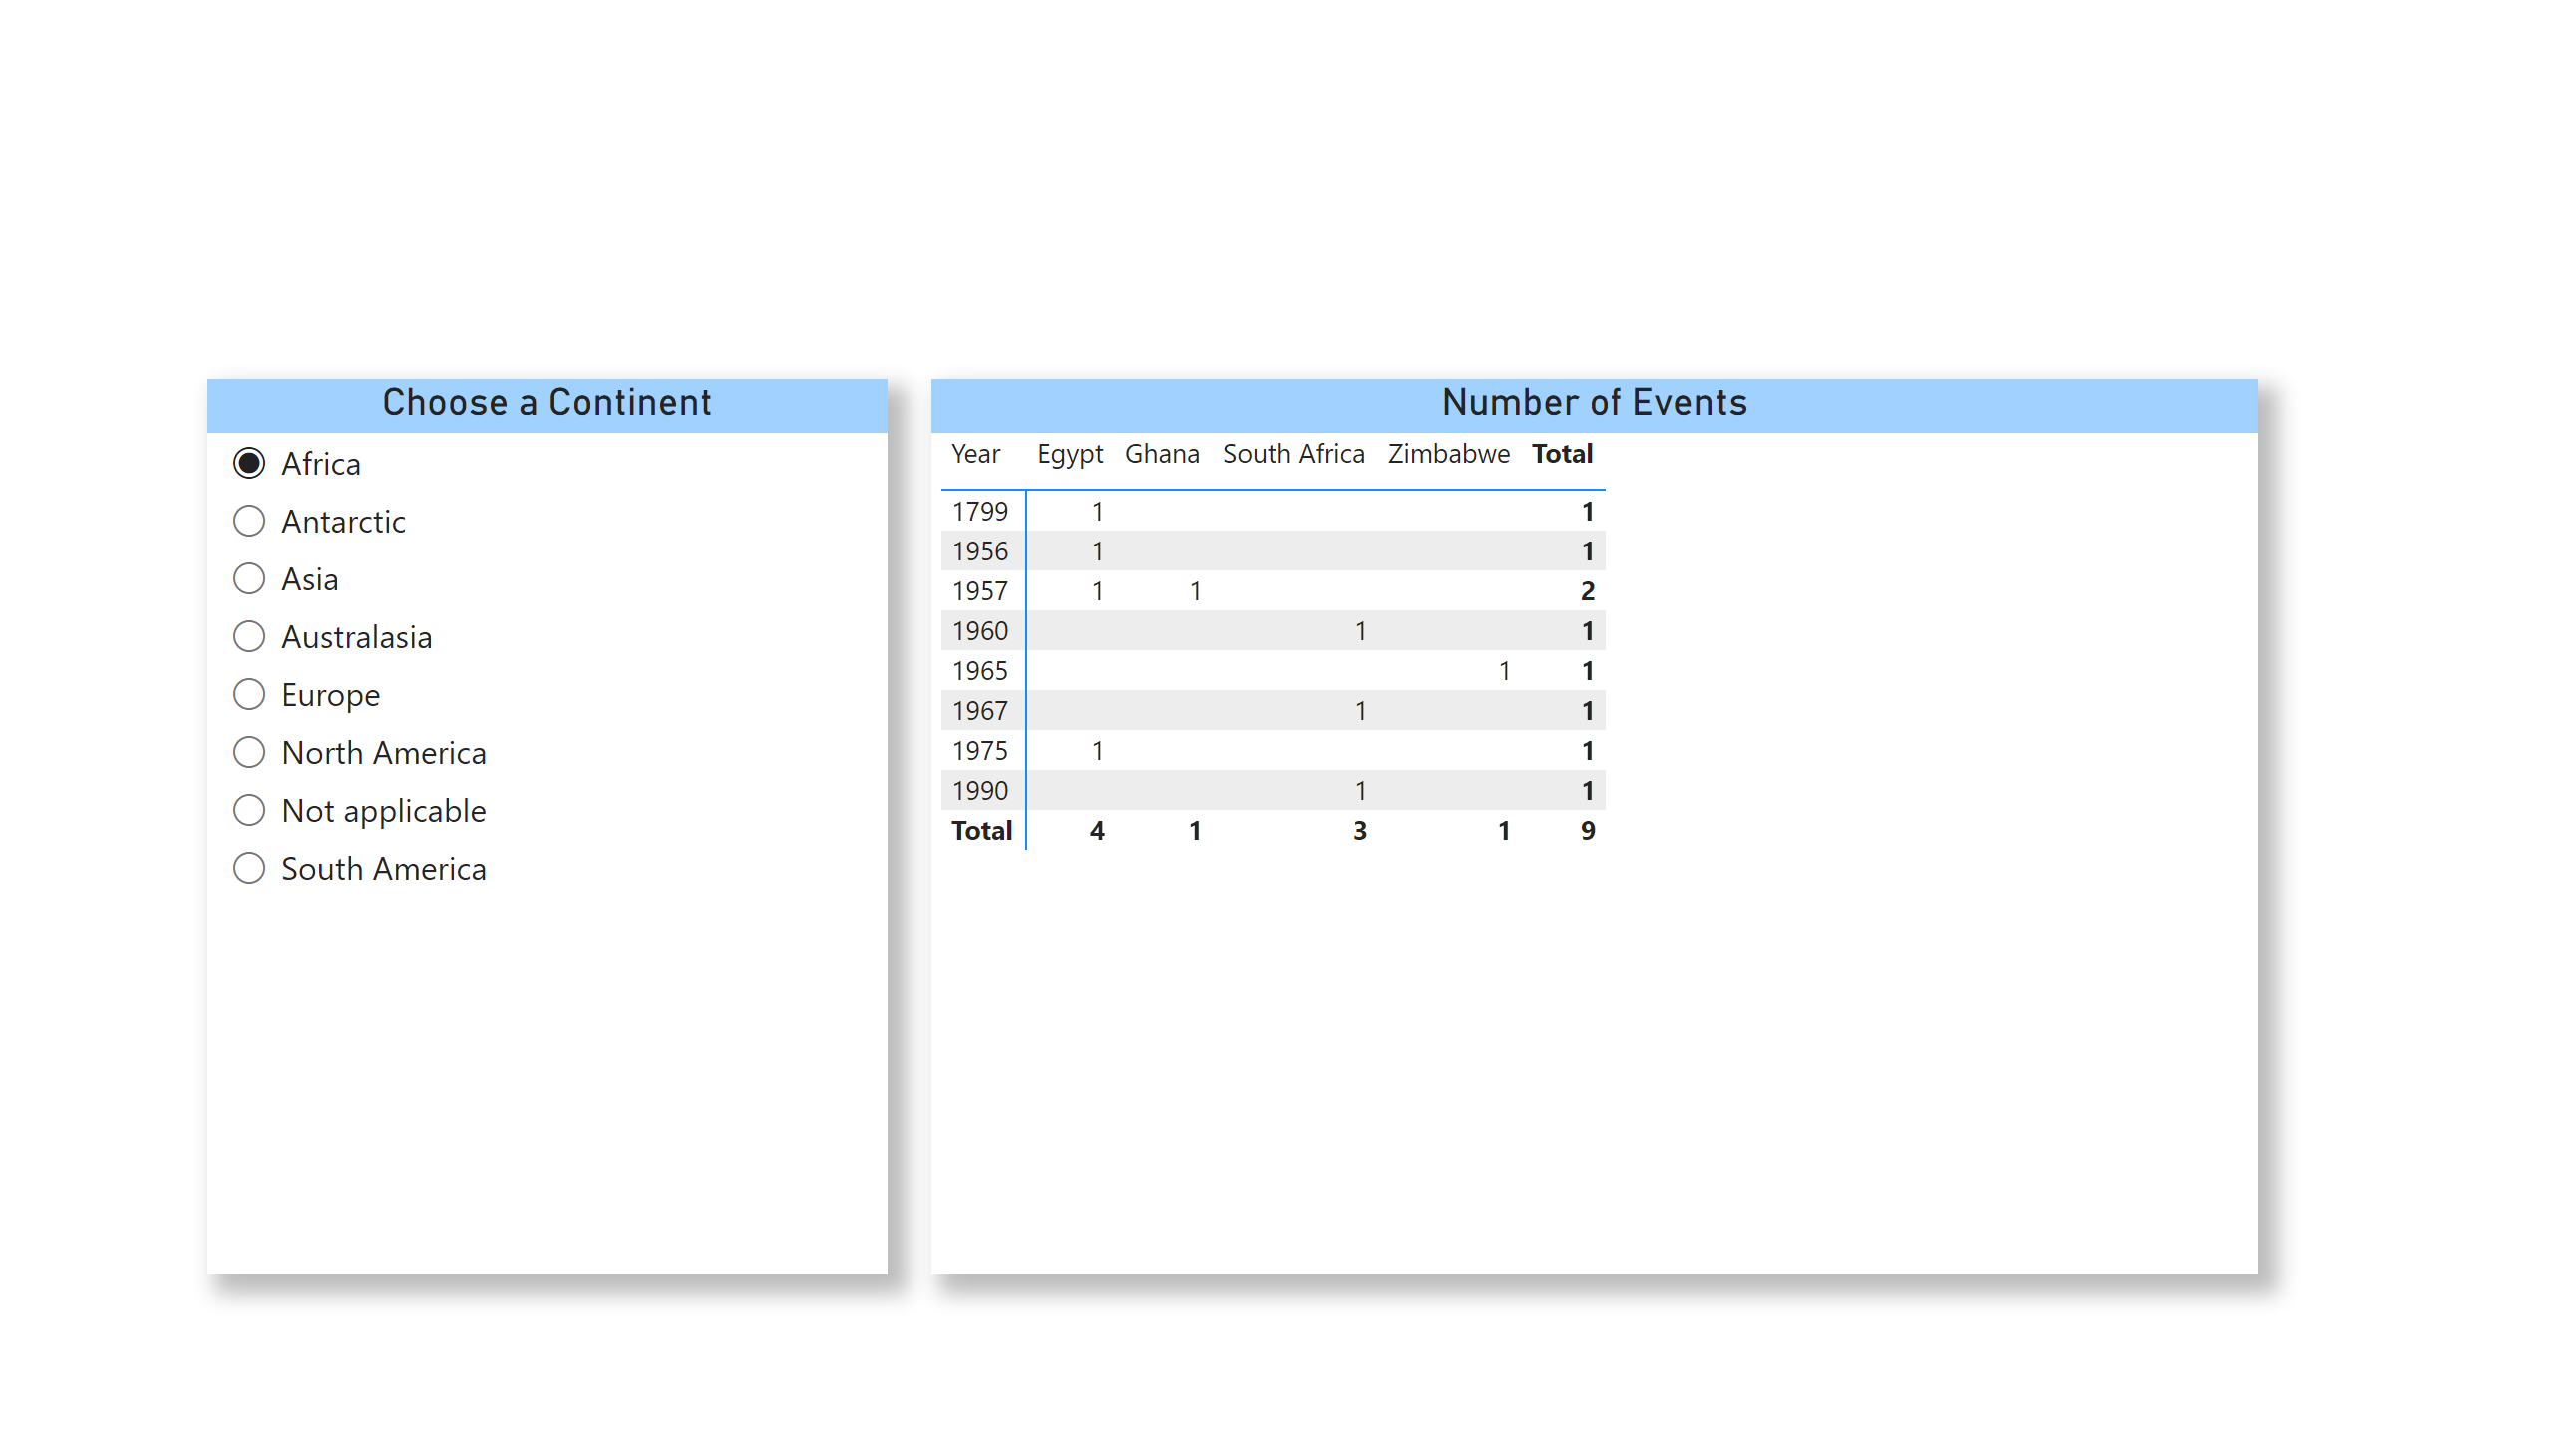 Choose a Continent
Africa
Antarctic
Asia
Australasia
Europe
North America
Not applicable
South America
Number of Events
Year Egypt Ghana South Africa Zimbabwe Total
1799 1 1
1956 1 1
1957 1 1 2
1960 1 1
1965 1 1
1967 1 1
1975 1 1
1990 1 1
Total 4 1 3 1 9